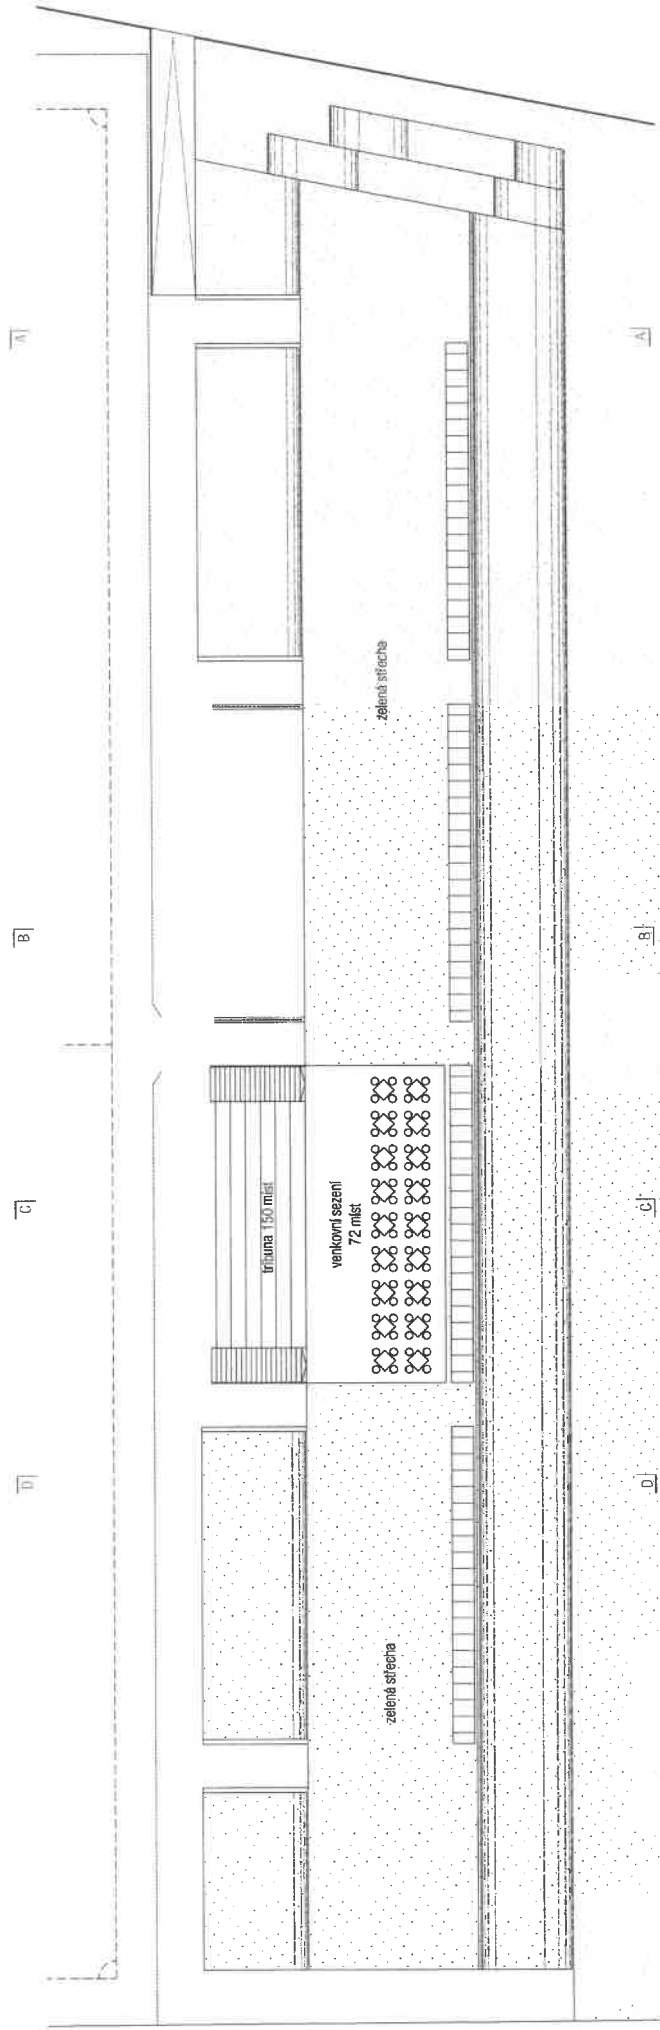 A
A
zelená střecha
B
B
tribuna 150 míst
venkovní sezení
72 míst
C
C
D
D
zelená střecha